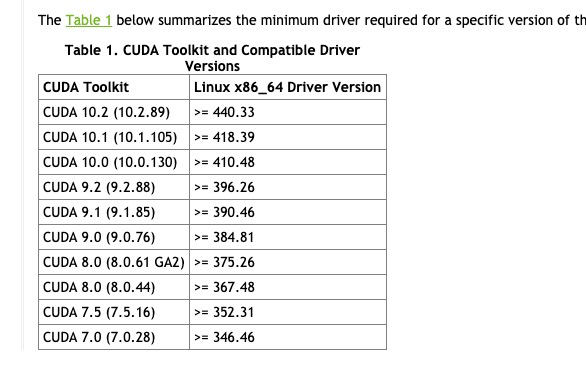 The Table 1 below summarizes the minimum driver required for a specific version of
Table 1. CUDA Toolkit and Compatible Driver
Versions
CUDA Toolkit Linux x86_64 Driver Version
CUDA 10.2 (10.2.89) >= 440.33
CUDA 10.1 (10.1.105) >= 418.39
CUDA 10.0 (10.0.130) >= 410.48
CUDA 9.2 (9.2.88) >= 396.26
CUDA 9.1 (9.1.85) >= 390.46
CUDA 9.0 (9.0.76) >= 384.81
CUDA 8.0 (8.0.61 GA2) >= 375.26
CUDA 8.0 (8.0.44) >= 367.48
CUDA 7.5 (7.5.16) >= 352.31
CUDA 7.0 (7.0.28) >= 346.46